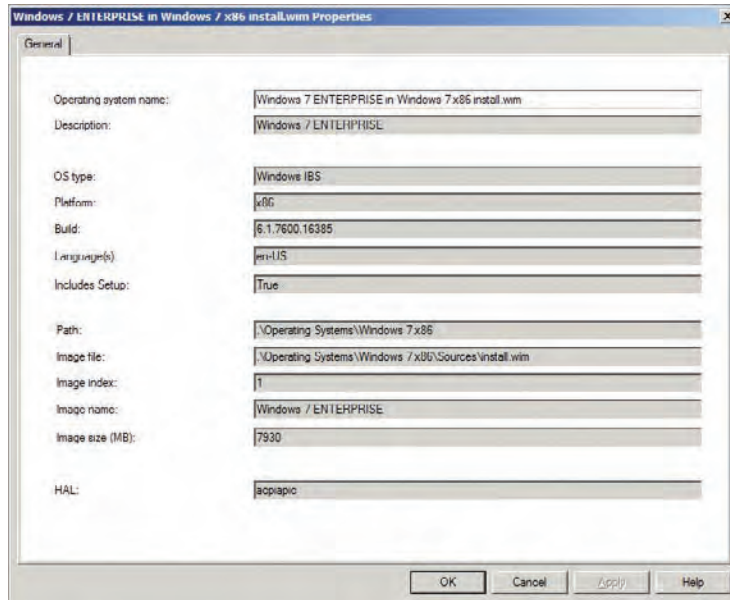 Windows 7 ENTERPRISE in Windows 7 x86 install.wim Properties
General
Operating system name: Windows 7 ENTERPRISE in Windows 7 x86 install.wim
Description: Windows 7 ENTERPRISE
OS type: Windows IBS
Platform: x86
Build: 6.1.7600.16385
Language(s) en-US
Includes Setup: True
Path: .\Operating Systems\Windows 7 x86
Image file: .\Operating Systems\Windows 7 x86\Sources\install.wim
Image index: 1
Image name: Windows 7 ENTERPRISE
Image size (MB): 7930
HAL: acpiapic
OK Cancel Apply Help